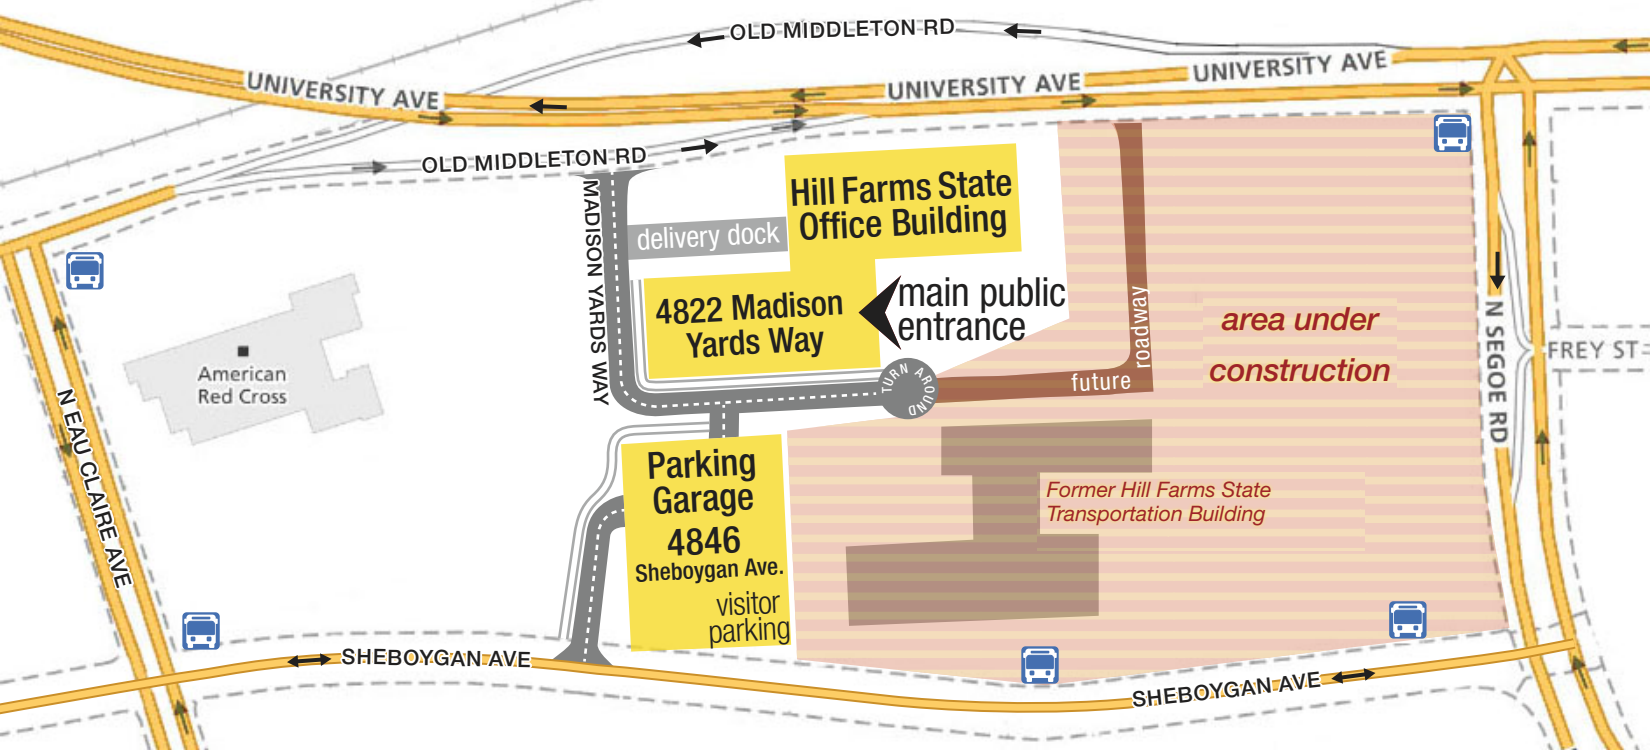 OLD MIDDLETON RD
UNIVERSITY AVE
UNIVERSITY AVE
UNIVERSITY AVE
OLD MIDDLETON RD
MADISON YARDS WAY
Hill Farms State
Office Building
delivery dock
4822 Madison
Yards Way
main public
entrance
TURN AROUND
future
roadway
area under
construction
N SEGOE RD
FREY ST
American
Red Cross
N EAU CLAIRE AVE
Parking
Garage
4846
Sheboygan Ave.
visitor
parking
Former Hill Farms State
Transportation Building
SHEBOYGAN AVE
SHEBOYGAN AVE